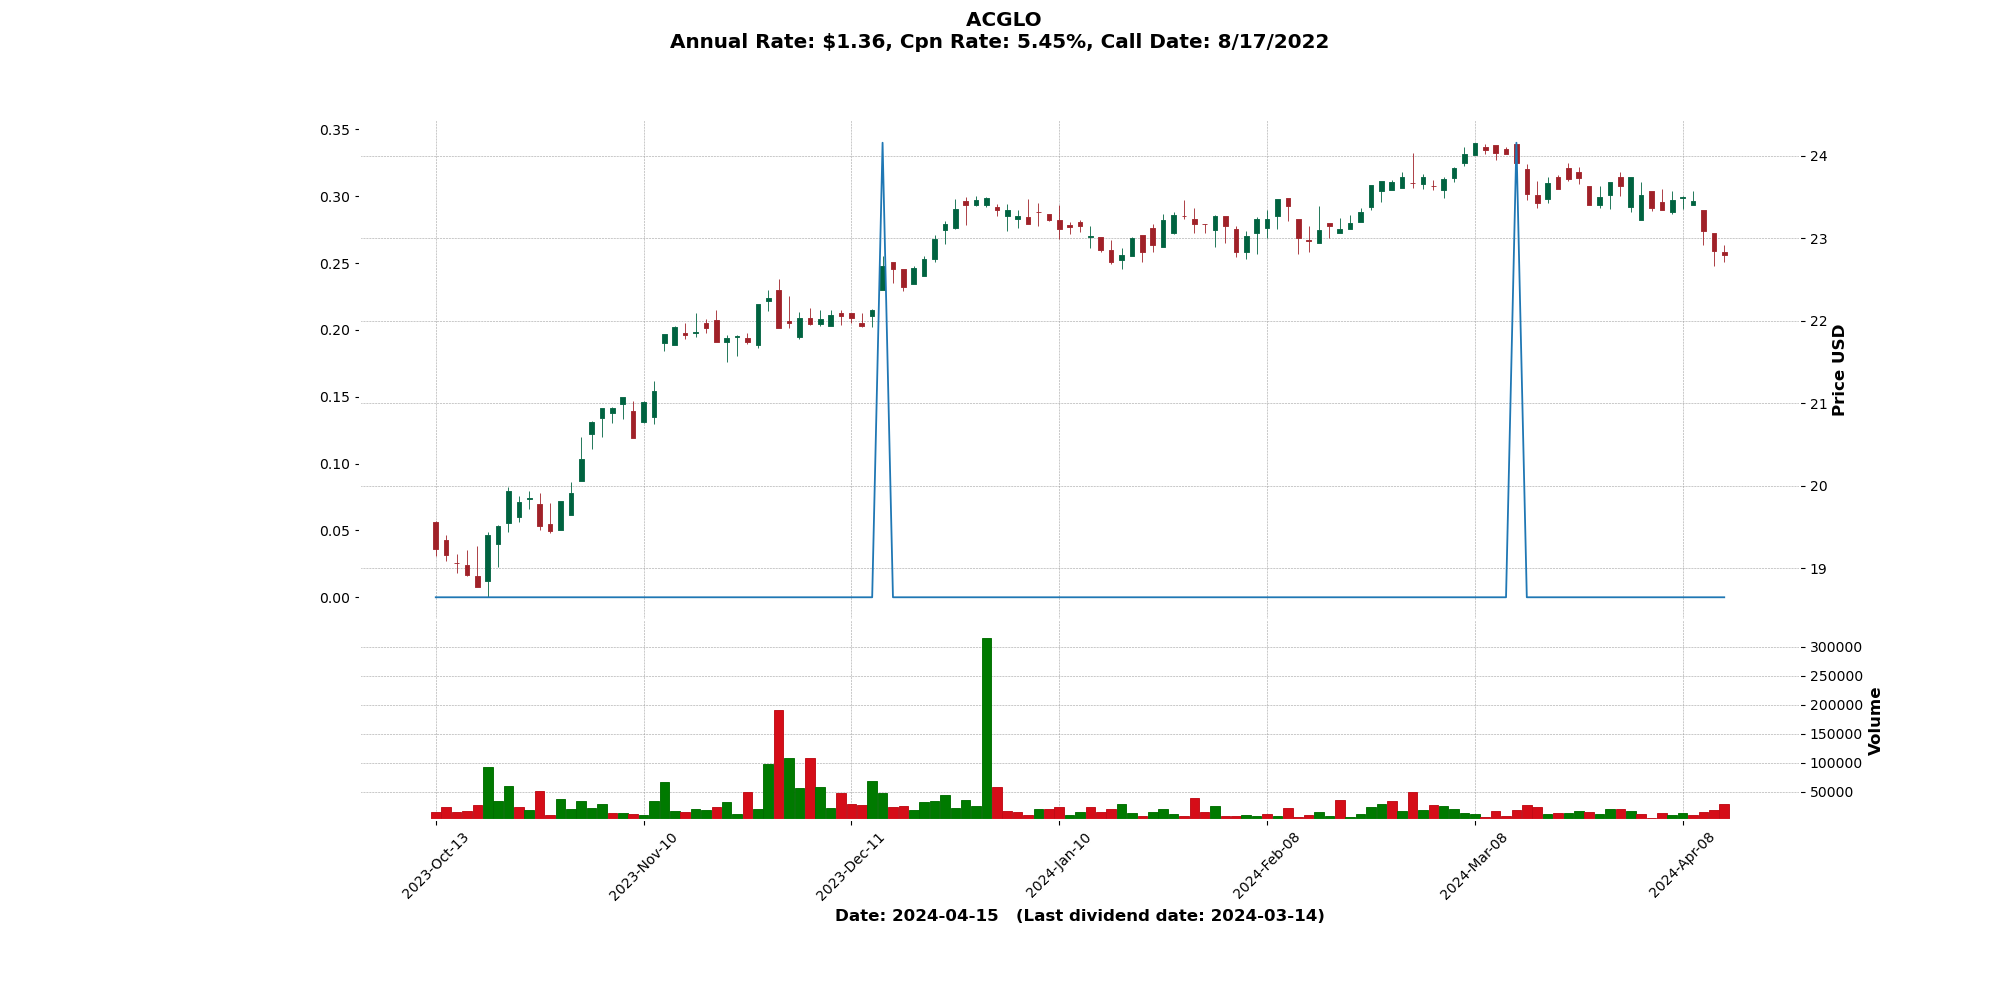 ACGLO
Annual Rate: $1.36, Cpn Rate: 5.45%, Call Date: 8/17/2022
0.35
0.30
0.25
0.20
0.15
0.10
0.05
0.00
24
23
22
21
20
19
Price USD
300000
250000
200000
150000
100000
50000
Volume
2023-Oct-13
2023-Nov-10
2023-Dec-11
2024-Jan-10
2024-Feb-08
2024-Mar-08
2024-Apr-08
Date: 2024-04-15 (Last dividend date: 2024-03-14)